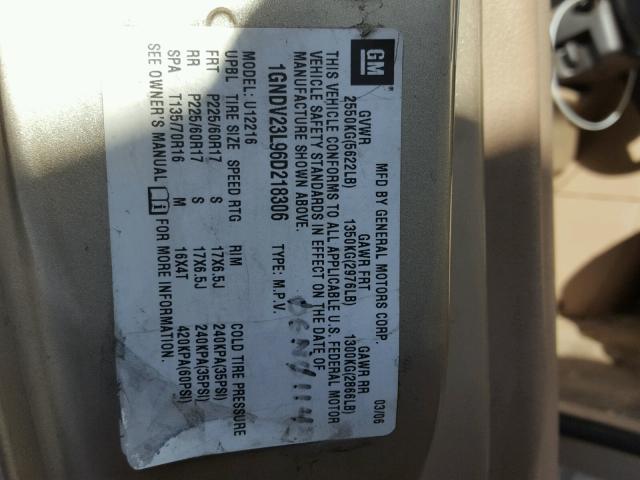 GM
MFD BY GENERAL MOTORS CORP. 03/06
GVWR GAWR FRT GAWR RR
2550KG(5622LB) 1350KG(2976LB) 1300KG(2866LB)
THIS VEHICLE CONFORMS TO ALL APPLICABLE U.S. FEDERAL MOTOR
VEHICLE SAFETY STANDARDS IN EFFECT ON THE DATE OF
MANUFACTURE SHOWN ABOVE.
1GNDV23L96D218306 TYPE: M.P.V.
MODEL: U12216
UPBL TIRE SIZE SPEED RTG RIM COLD TIRE PRESSURE
FRT P225/60R17 S 17X6.5J 240KPA(35PSI)
RR P225/60R17 S 17X6.5J 240KPA(35PSI)
SPA T135/70R16 M 16X4T 420KPA(60PSI)
SEE OWNER'S MANUAL FOR MORE INFORMATION.